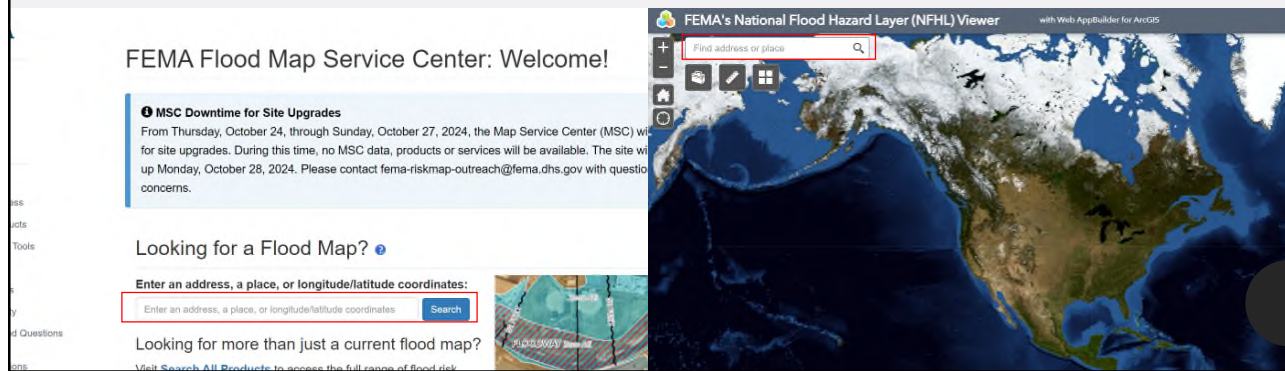 FEMA Flood Map Service Center: Welcome!
MSC Downtime for Site Upgrades
From Thursday, October 24, through Sunday, October 27, 2024, the Map Service Center (MSC) wi
for site upgrades. During this time, no MSC data, products or services will be available. The site wi
up Monday, October 28, 2024. Please contact fema-riskmap-outreach@fema.dhs.gov with questio
concerns.
ess
ucts
Tools
s
y
d Questions
ons
Looking for a Flood Map?
Enter an address, a place, or longitude/latitude coordinates:
Enter an address, a place, or longitude/latitude coordinates
Search
Looking for more than just a current flood map?
Visit Search All Products to access the full range of flood risk
FLOODWAY
FEMA's National Flood Hazard Layer (NFHL) Viewer
with Web AppBuilder for ArcGIS
+
Find address or place
-